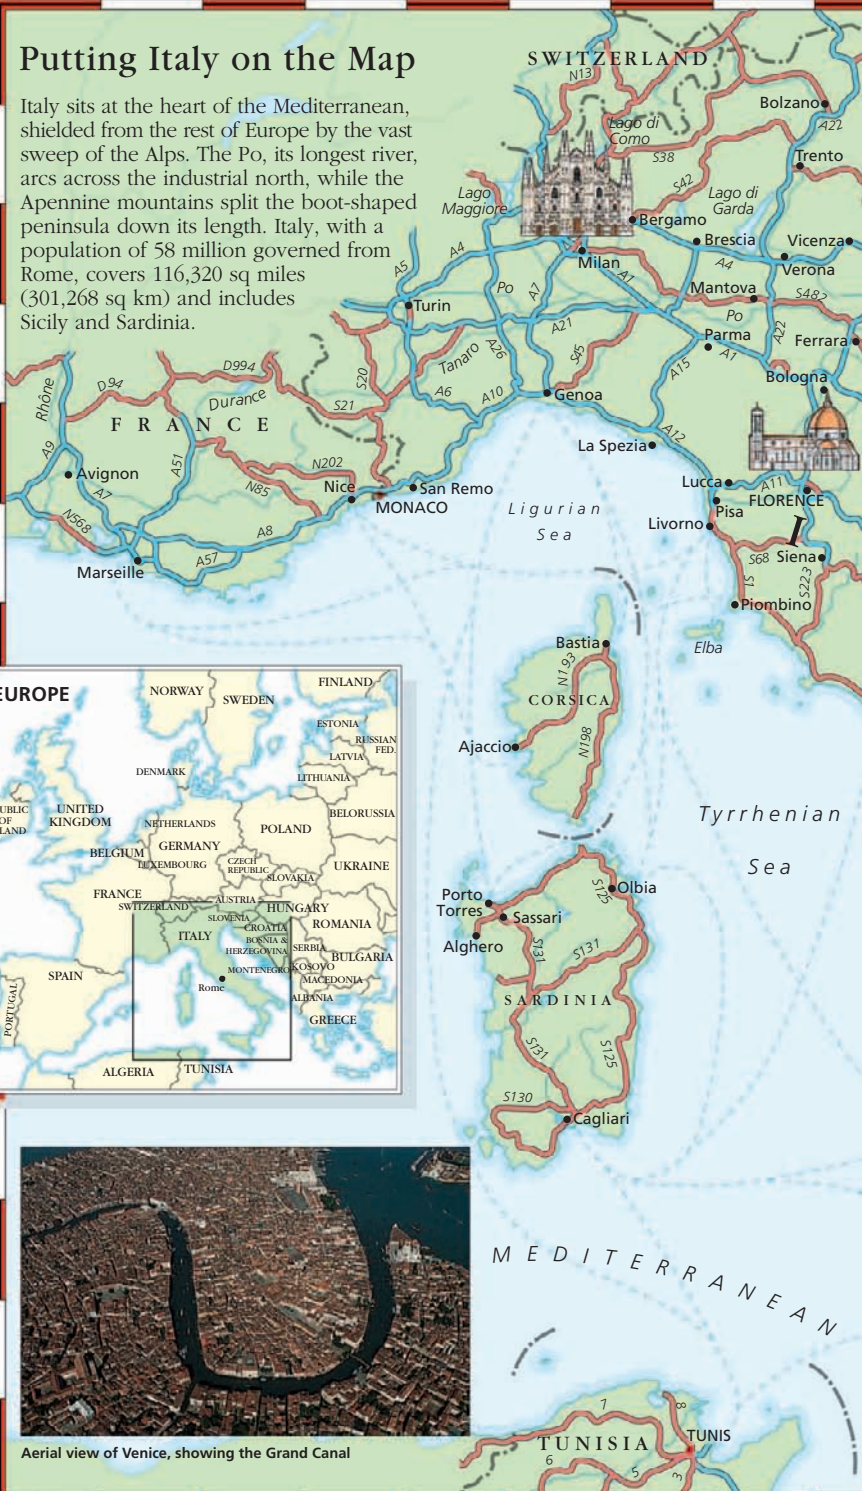 Putting Italy on the Map
Italy sits at the heart of the Mediterranean,
shielded from the rest of Europe by the vast
sweep of the Alps. The Po, its longest river,
arcs across the industrial north, while the
Apennine mountains split the boot-shaped
peninsula down its length. Italy, with a
population of 58 million governed from
Rome, covers 116,320 sq miles
(301,268 sq km) and includes
Sicily and Sardinia.
SWITZERLAND
N13
Bolzano
A22
Lago di
Como
S38
Trento
S42
Lago
Maggiore
Lago di
Garda
Bergamo
Brescia
Vicenza
A4
Milan
A4
Verona
A5
Po
A7
A1
Mantova
S482
Turin
Po
A21
A22
Parma
Ferrara
A26
Tanaro
S45
A1
D994
S20
A15
Bologna
Rhône
D94
Durance
A6
A10
Genoa
S21
FRANCE
A12
La Spezia
A9
A51
N202
Avignon
A7
N85
Nice
San Remo
MONACO
Lucca
A11
FLORENCE
Pisa
Ligurian
Sea
N568
A8
Livorno
A57
S68
Siena
Marseille
S1
S223
Piombino
Elba
Bastia
N193
CORSICA
Ajaccio
N198
Tyrrhenian
Sea
EUROPE
NORWAY
SWEDEN
FINLAND
ESTONIA
RUSSIAN
FED.
LATVIA
DENMARK
LITHUANIA
UBLIC
OF
LAND
UNITED
KINGDOM
NETHERLANDS
BELORUSSIA
POLAND
GERMANY
BELGIUM
LUXEMBOURG
CZECH
REPUBLIC
SLOVAKIA
UKRAINE
FRANCE
AUSTRIA
SWITZERLAND
HUNGARY
SLOVENIA
ROMANIA
CROATIA
ITALY
BOSNIA &
HERZEGOVINA
SERBIA
BULGARIA
MONTENEGRO
KOSOVO
SPAIN
MACEDONIA
Rome
ALBANIA
PORTUGAL
GREECE
ALGERIA
TUNISIA
Olbia
S125
Porto
Torres
Sassari
Alghero
S131
S131
SARDINIA
S131
S125
S130
Cagliari
MEDITERRANEAN
Aerial view of Venice, showing the Grand Canal
7
8
TUNISIA
TUNIS
6
5
3